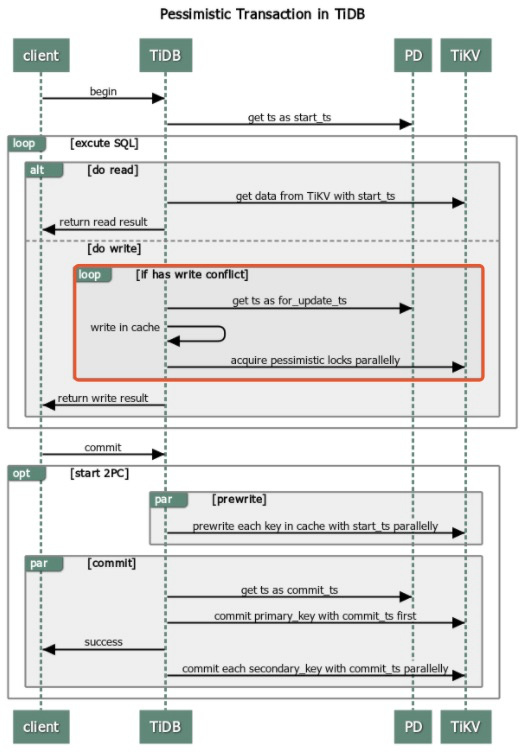 Pessimistic Transaction in TiDB
client TiDB PD TiKV
begin
get ts as start_ts
loop [excute SQL]
alt [do read]
get data from TiKV with start_ts
return read result
[do write]
loop [if has write conflict]
get ts as for_update_ts
write in cache
acquire pessimistic locks parallelly
return write result
commit
opt [start 2PC]
par [prewrite]
prewrite each key in cache with start_ts parallelly
par [commit]
get ts as commit_ts
commit primary_key with commit_ts first
success
commit each secondary_key with commit_ts parallelly
client TiDB PD TiKV